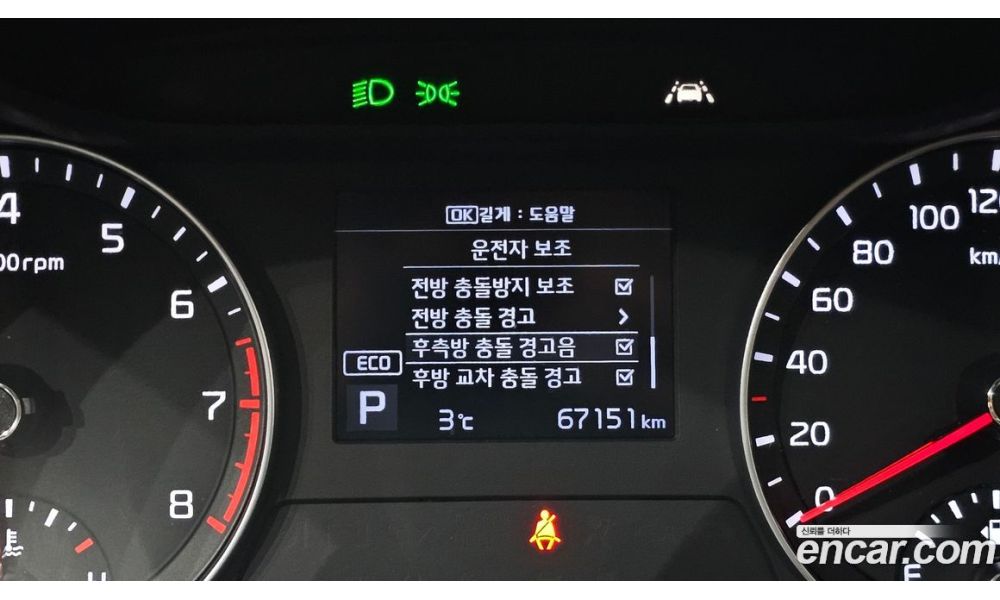 OK길게 : 도움말
운전자 보조
전방 충돌방지 보조
전방 충돌 경고
후측방 충돌 경고음
후방 교차 충돌 경고
ECO
P
3℃
67151km
4
5
6
7
8
00rpm
0
20
40
60
80
100
120
km/
H
E
신뢰를 더하다
encar.com